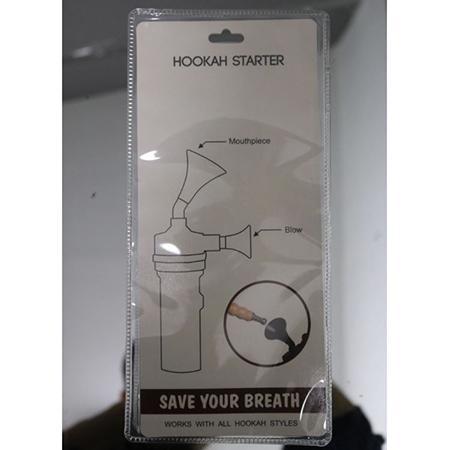 HOOKAH STARTER
Mouthpiece
Blow
SAVE YOUR BREATH
WORKS WITH ALL HOOKAH STYLES